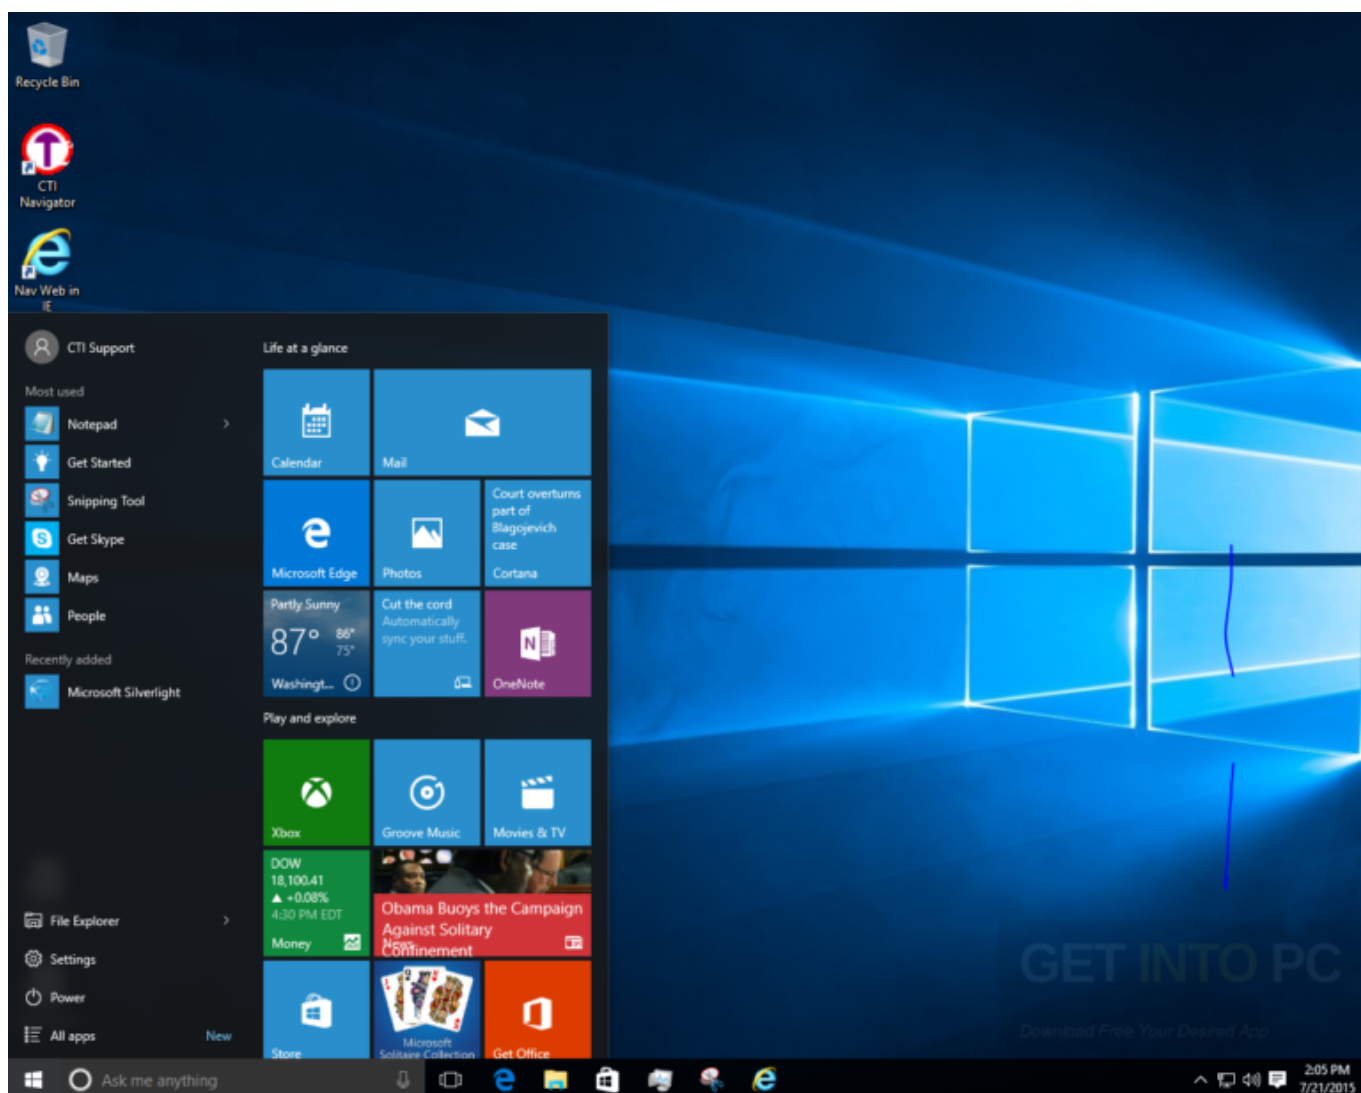 Recycle Bin
CTI
Navigator
Nav Web in
IE
CTI Support
Most used
Notepad
Get Started
Snipping Tool
Get Skype
Maps
People
Recently added
Microsoft Silverlight
File Explorer
Settings
Power
All apps
New
Life at a glance
Calendar
Mail
Microsoft Edge
Photos
Court overturns
part of
Blagojevich
case
Cortana
Partly Sunny
87°
86°
75°
Washingt...
Cut the cord
Automatically
sync your stuff.
OneNote
Play and explore
Xbox
Groove Music
Movies & TV
DOW
18,100.41
▲ +0.08%
4:30 PM EDT
Money
Obama Buoys the Campaign
Against Solitary
Confinement
News
Store
Microsoft
Solitaire Collection
Get Office
GET INTO PC
Download Free Your Desired App
Ask me anything
2:05 PM
7/21/2015